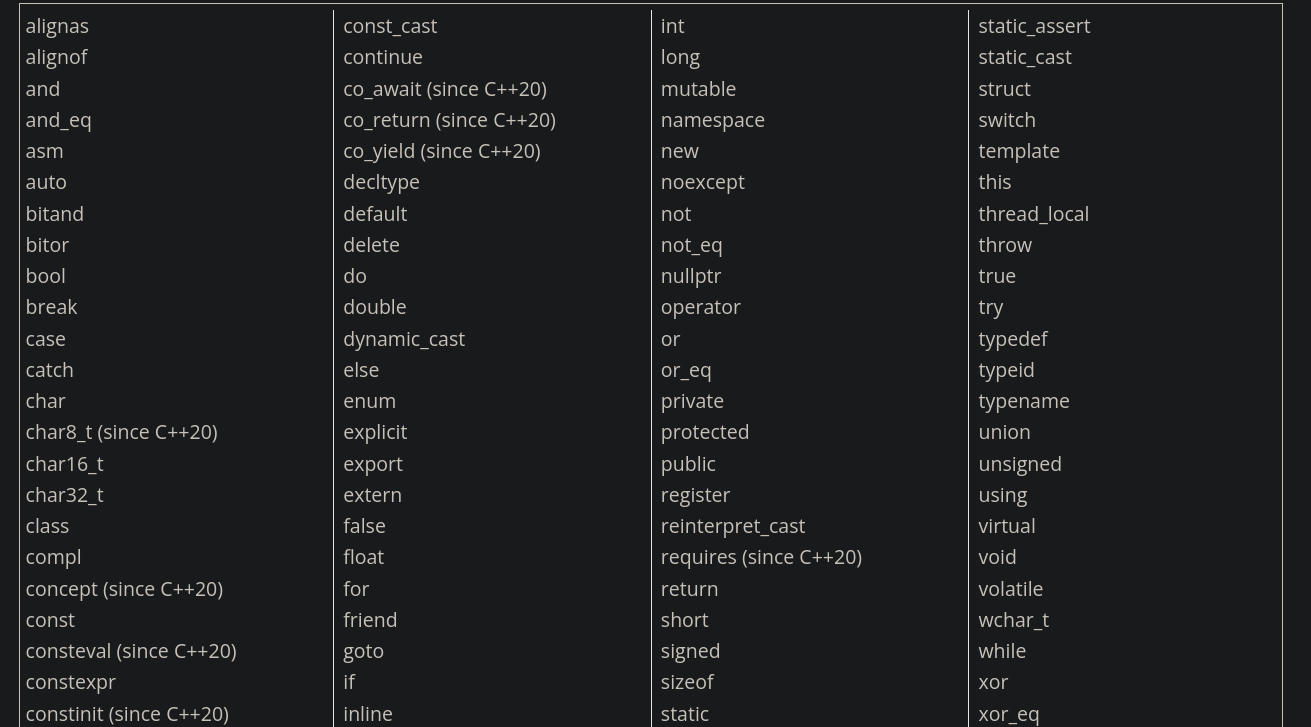 alignas
alignof
and
and_eq
asm
auto
bitand
bitor
bool
break
case
catch
char
char8_t (since C++20)
char16_t
char32_t
class
compl
concept (since C++20)
const
consteval (since C++20)
constexpr
constinit (since C++20)
const_cast
continue
co_await (since C++20)
co_return (since C++20)
co_yield (since C++20)
decltype
default
delete
do
double
dynamic_cast
else
enum
explicit
export
extern
false
float
for
friend
goto
if
inline
int
long
mutable
namespace
new
noexcept
not
not_eq
nullptr
operator
or
or_eq
private
protected
public
register
reinterpret_cast
requires (since C++20)
return
short
signed
sizeof
static
static_assert
static_cast
struct
switch
template
this
thread_local
throw
true
try
typedef
typeid
typename
union
unsigned
using
virtual
void
volatile
wchar_t
while
xor
xor_eq